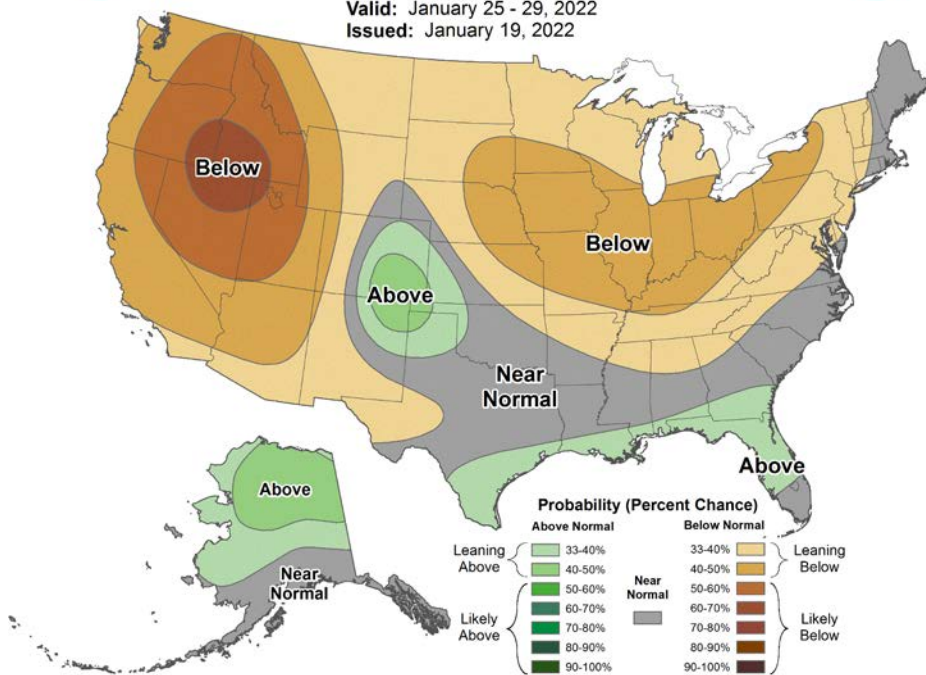 Valid: January 25 - 29, 2022
Issued: January 19, 2022
Below
Below
Above
Near
Normal
Above
Above
Near
Normal
Probability (Percent Chance)
Above Normal
Below Normal
Leaning
Above
33-40%
40-50%
Likely
Above
50-60%
60-70%
70-80%
80-90%
90-100%
Near
Normal
33-40%
40-50%
Leaning
Below
50-60%
60-70%
70-80%
80-90%
90-100%
Likely
Below